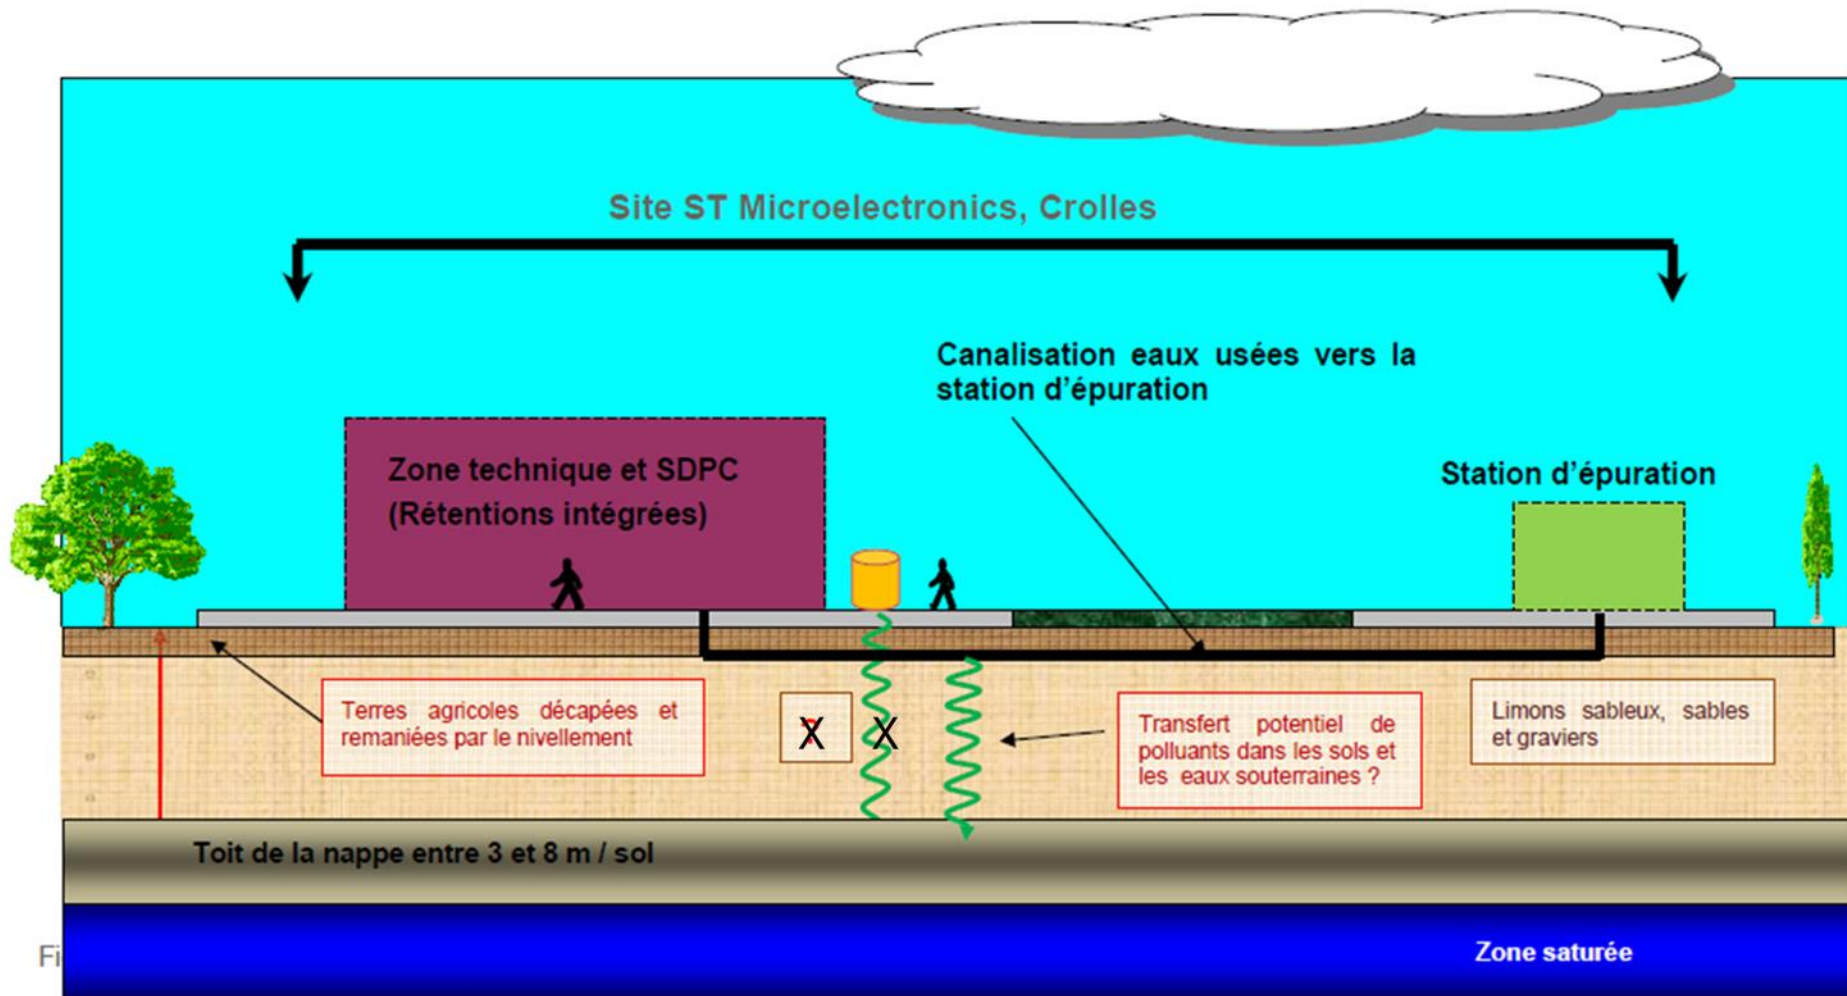 Site ST Microelectronics, Crolles
Canalisation eaux usées vers la
station d'épuration
Zone technique et SDPC
(Rétentions intégrées)
Station d'épuration
Terres agricoles décapées et
remaniées par le nivellement
X
X
Transfert potentiel de
polluants dans les sols et
les eaux souterraines ?
Limons sableux, sables
et graviers
Toit de la nappe entre 3 et 8 m / sol
Zone saturée
Fi